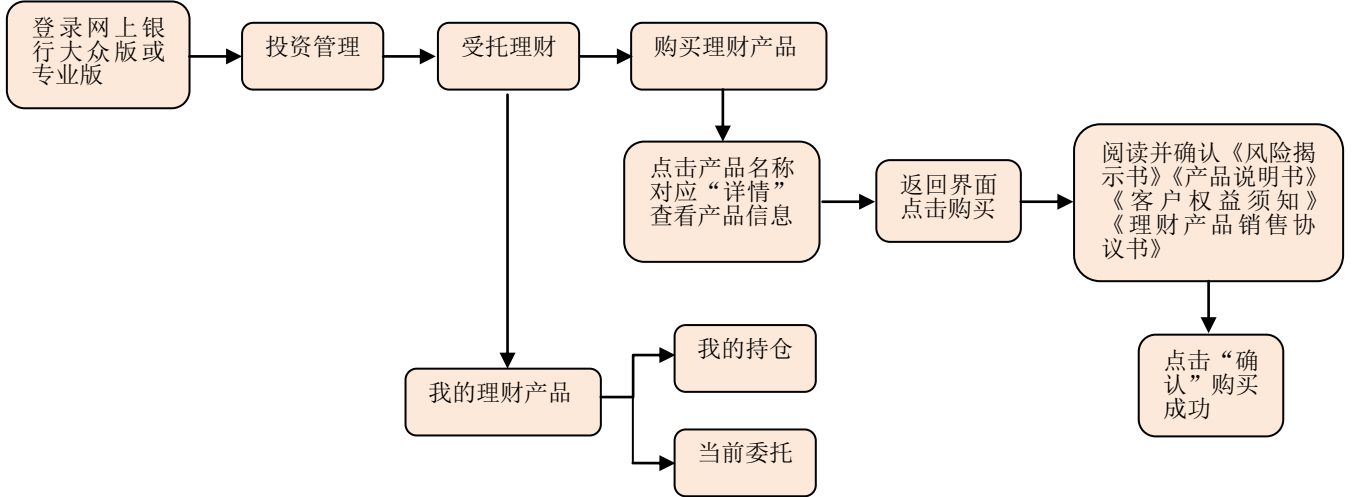 登录网上银
行大众版或
专业版
投资管理
受托理财
购买理财产品
点击产品名称
对应“详情”
查看产品信息
返回界面
点击购买
阅读并确认《风险揭
示书》《产品说明书》
《客户权益须知》
《理财产品销售协
议书》
点击“确
认”购买
成功
我的理财产品
我的持仓
当前委托